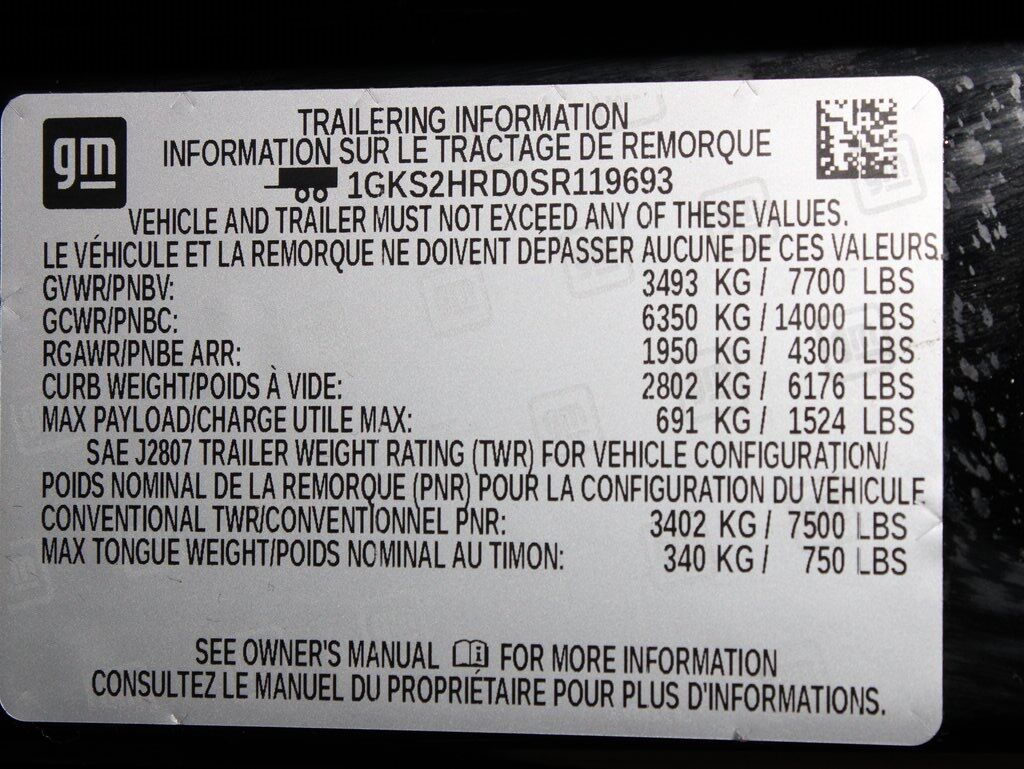 gm
TRAILERING INFORMATION
INFORMATION SUR LE TRACTAGE DE REMORQUE
1GKS2HRD0SR119693
VEHICLE AND TRAILER MUST NOT EXCEED ANY OF THESE VALUES.
LE VÉHICULE ET LA REMORQUE NE DOIVENT DÉPASSER AUCUNE DE CES VALEURS.
GVWR/PNBV: 3493 KG / 7700 LBS
GCWR/PNBC: 6350 KG / 14000 LBS
RGAWR/PNBE ARR: 1950 KG / 4300 LBS
CURB WEIGHT/POIDS À VIDE: 2802 KG / 6176 LBS
MAX PAYLOAD/CHARGE UTILE MAX: 691 KG / 1524 LBS
SAE J2807 TRAILER WEIGHT RATING (TWR) FOR VEHICLE CONFIGURATION/
POIDS NOMINAL DE LA REMORQUE (PNR) POUR LA CONFIGURATION DU VÉHICULE
CONVENTIONAL TWR/CONVENTIONNEL PNR: 3402 KG / 7500 LBS
MAX TONGUE WEIGHT/POIDS NOMINAL AU TIMON: 340 KG / 750 LBS
SEE OWNER'S MANUAL FOR MORE INFORMATION
CONSULTEZ LE MANUEL DU PROPRIÉTAIRE POUR PLUS D'INFORMATIONS.